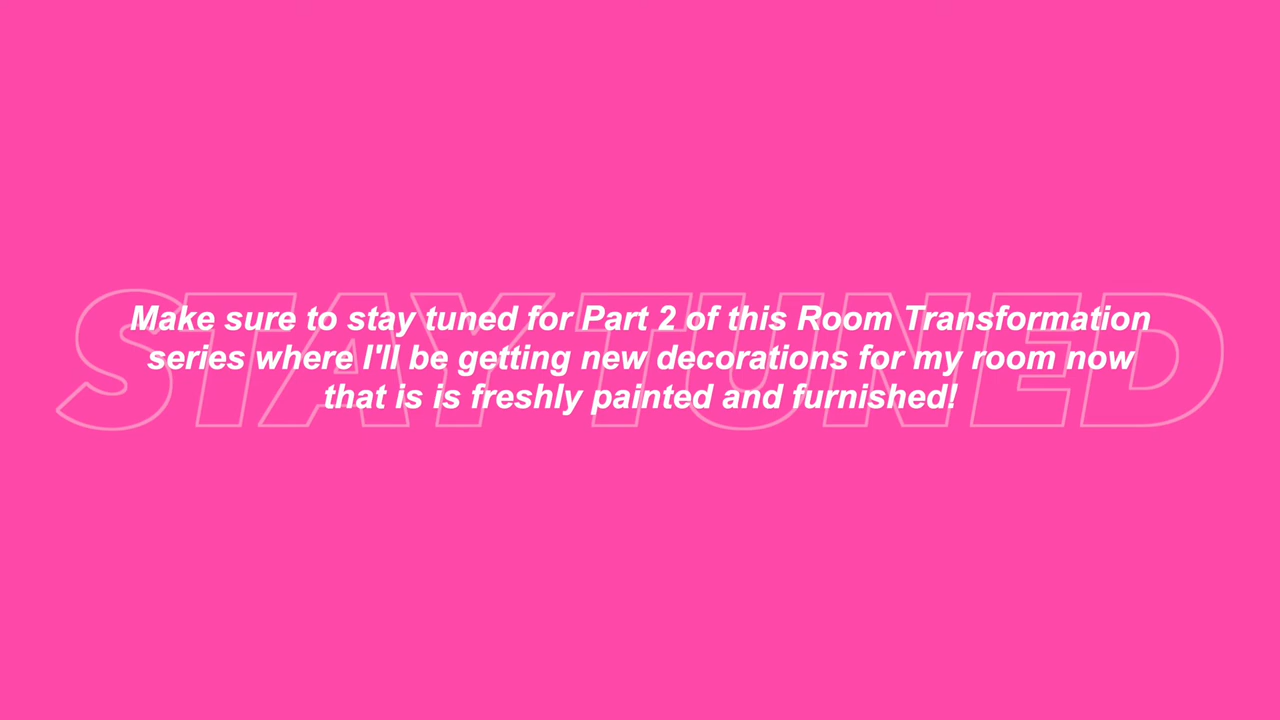 STAY TUNED
Make sure to stay tuned for Part 2 of this Room Transformation
series where I'll be getting new decorations for my room now
that is is freshly painted and furnished!